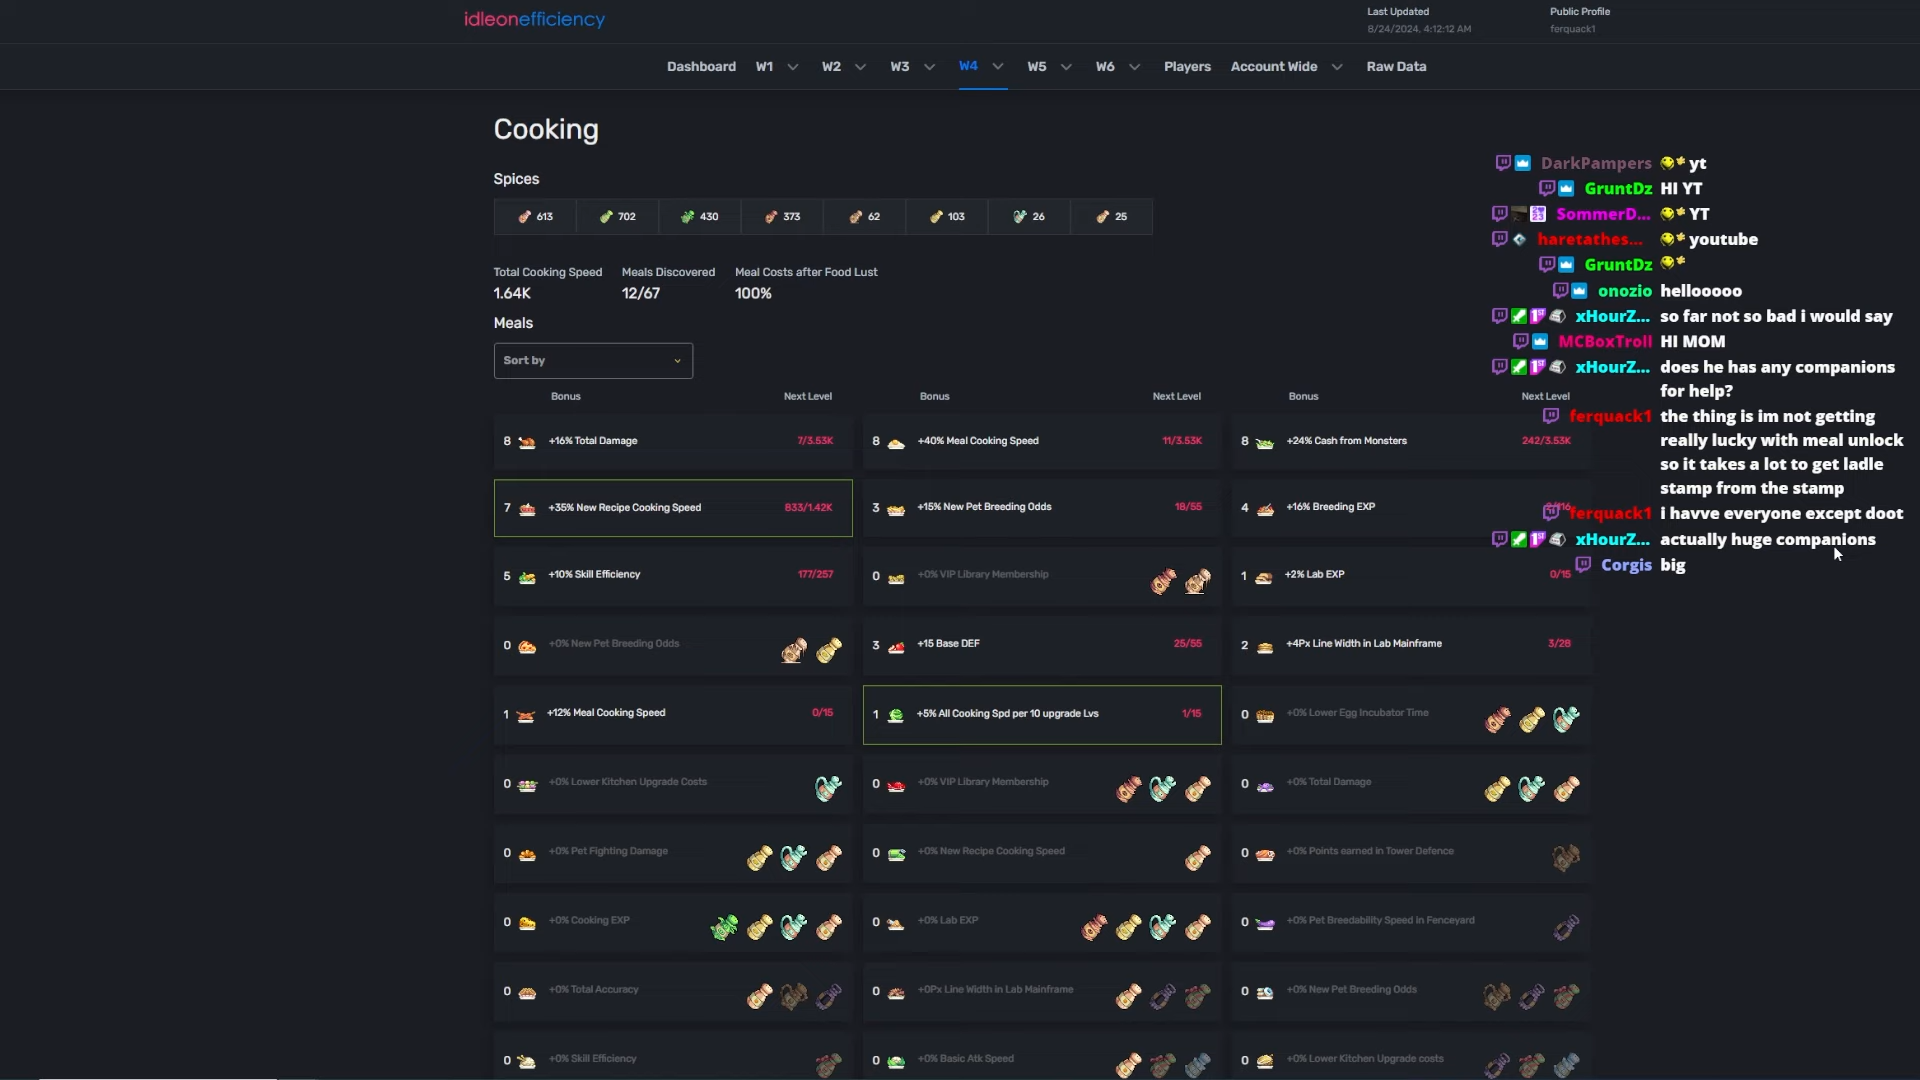 idleonefficiency
Last Updated
8/24/2024, 4:12:12 AM
Public Profile
ferquack1
Dashboard W1 W2 W3 W4 W5 W6 Players Account Wide Raw Data
Cooking
Spices
613 702 430 373 62 103 26 25
Total Cooking Speed Meals Discovered Meal Costs after Food Lust
1.64K 12/67 100%
Meals
Sort by
Bonus Next Level Bonus Next Level Bonus Next Level
8 +16% Total Damage 7/3.53K
8 +40% Meal Cooking Speed 11/3.53K
8 +24% Cash from Monsters 242/3.53K
7 +35% New Recipe Cooking Speed 833/1.42K
3 +15% New Pet Breeding Odds 18/55
4 +16% Breeding EXP
5 +10% Skill Efficiency 177/257
0 +0% VIP Library Membership
1 +2% Lab EXP 0/15
0 +0% New Pet Breeding Odds
3 +15 Base DEF 25/55
2 +4Px Line Width in Lab Mainframe 3/28
1 +12% Meal Cooking Speed 0/15
1 +5% All Cooking Spd per 10 upgrade Lvs 1/15
0 +0% Lower Egg Incubator Time
0 +0% Lower Kitchen Upgrade Costs
0 +0% VIP Library Membership
0 +0% Total Damage
0 +0% Pet Fighting Damage
0 +0% New Recipe Cooking Speed
0 +0% Points earned in Tower Defence
0 +0% Cooking EXP
0 +0% Lab EXP
0 +0% Pet Breedability Speed in Fenceyard
0 +0% Total Accuracy
0 +0Px Line Width in Lab Mainframe
0 +0% New Pet Breeding Odds
0 +0% Skill Efficiency
0 +0% Basic Atk Speed
0 +0% Lower Kitchen Upgrade costs
DarkPampers yt
GruntDz HI YT
SommerD... YT
haretathes... youtube
GruntDz
onozio hellooooo
xHourZ... so far not so bad i would say
MCBoxTroll HI MOM
xHourZ... does he has any companions
for help?
ferquack1 the thing is im not getting
really lucky with meal unlock
so it takes a lot to get ladle
stamp from the stamp
ferquack1 i havve everyone except doot
xHourZ... actually huge companions
Corgis big